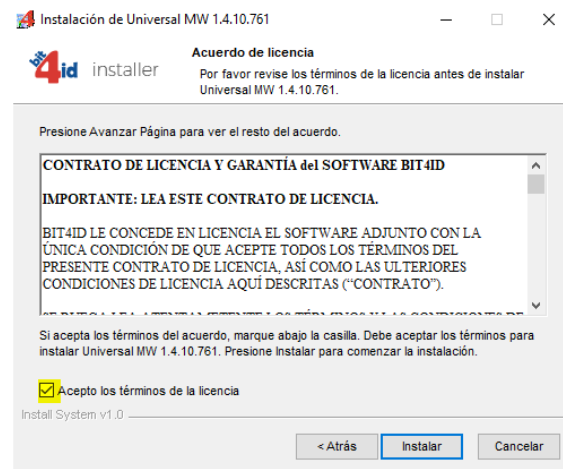 Instalación de Universal MW 1.4.10.761
bit4id installer
Acuerdo de licencia
Por favor revise los términos de la licencia antes de instalar
Universal MW 1.4.10.761.
Presione Avanzar Página para ver el resto del acuerdo.
CONTRATO DE LICENCIA Y GARANTÍA del SOFTWARE BIT4ID
IMPORTANTE: LEA ESTE CONTRATO DE LICENCIA.
BIT4ID LE CONCEDE EN LICENCIA EL SOFTWARE ADJUNTO CON LA
ÚNICA CONDICIÓN DE QUE ACEPTE TODOS LOS TÉRMINOS DEL
PRESENTE CONTRATO DE LICENCIA, ASÍ COMO LAS ULTERIORES
CONDICIONES DE LICENCIA AQUÍ DESCRITAS (“CONTRATO”).
Si acepta los términos del acuerdo, marque abajo la casilla. Debe aceptar los términos para
instalar Universal MW 1.4.10.761. Presione Instalar para comenzar la instalación.
Acepto los términos de la licencia
Install System v1.0
< Atrás
Instalar
Cancelar